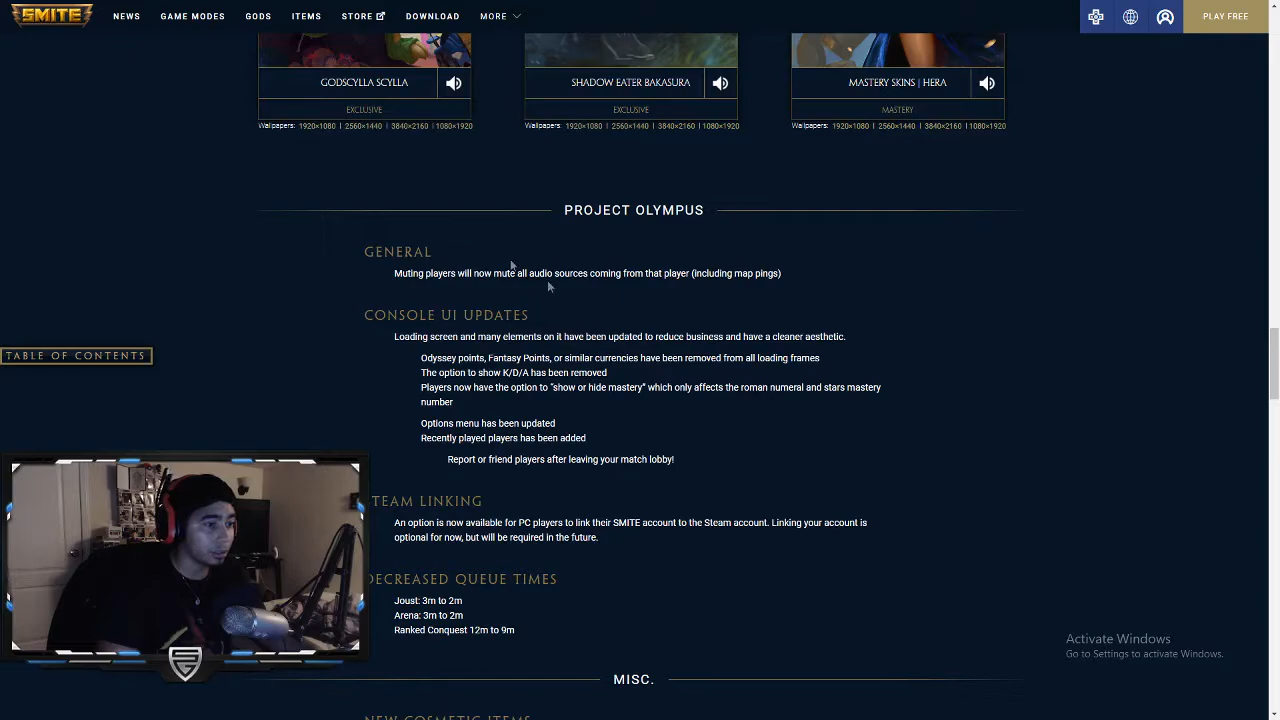 SMITE NEWS GAME MODES GODS ITEMS STORE DOWNLOAD MORE PLAY FREE
GODSCYLLA SCYLLA SHADOW EATER BAKASURA MASTERY SKINS | HERA
EXCLUSIVE EXCLUSIVE MASTERY
Wallpapers: 1920×1080 | 2560×1440 | 3840×2160 | 1080×1920 Wallpapers: 1920×1080 | 2560×1440 | 3840×2160 | 1080×1920 Wallpapers: 1920×1080 | 2560×1440 | 3840×2160 | 1080×1920
PROJECT OLYMPUS
GENERAL
Muting players will now mute all audio sources coming from that player (including map pings)
CONSOLE UI UPDATES
Loading screen and many elements on it have been updated to reduce business and have a cleaner aesthetic.
TABLE OF CONTENTS
Odyssey points, Fantasy Points, or similar currencies have been removed from all loading frames
The option to show K/D/A has been removed
Players now have the option to "show or hide mastery" which only affects the roman numeral and stars mastery
number
Options menu has been updated
Recently played players has been added
Report or friend players after leaving your match lobby!
TEAM LINKING
An option is now available for PC players to link their SMITE account to the Steam account. Linking your account is
optional for now, but will be required in the future.
DECREASED QUEUE TIMES
Joust: 3m to 2m
Arena: 3m to 2m
Ranked Conquest 12m to 9m
Activate Windows
Go to Settings to activate Windows.
MISC.
NEW COSMETIC ITEMS